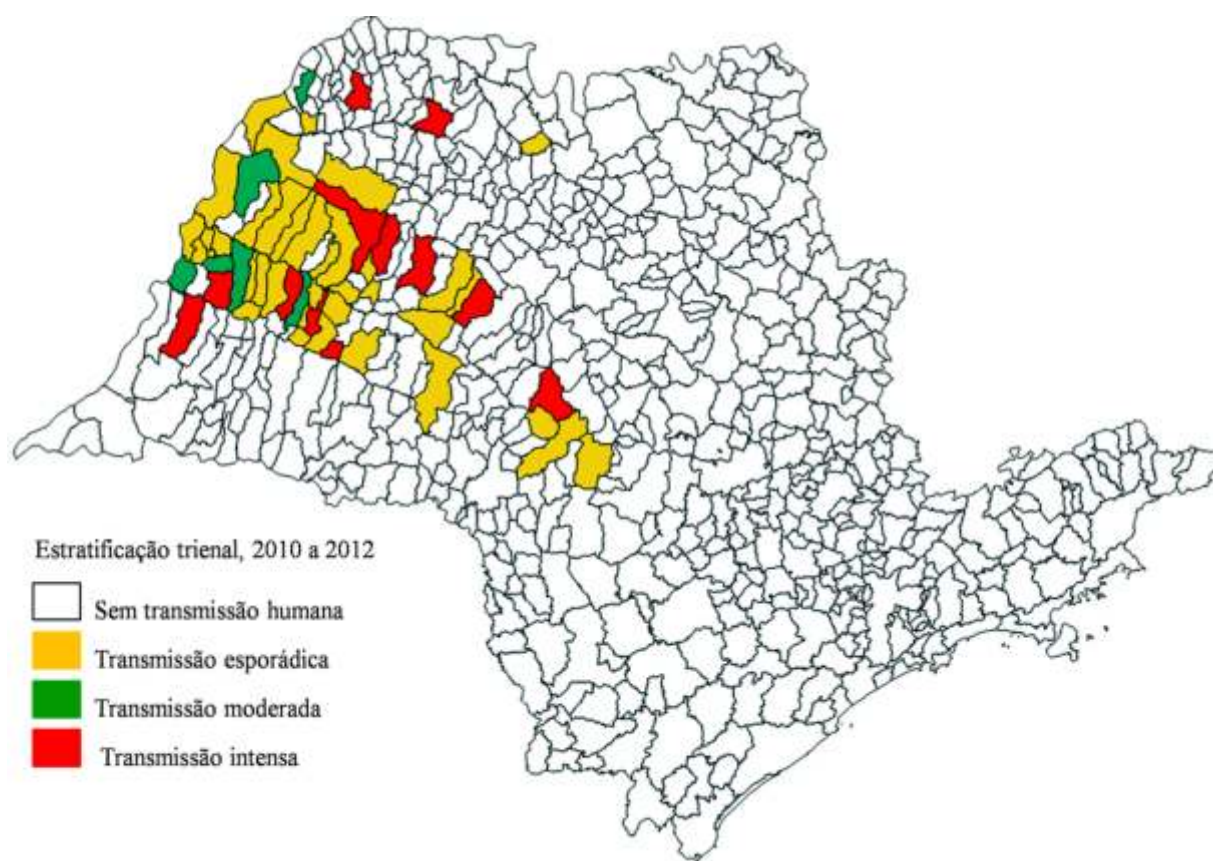 Estratificação trienal, 2010 a 2012
Sem transmissão humana
Transmissão esporádica
Transmissão moderada
Transmissão intensa